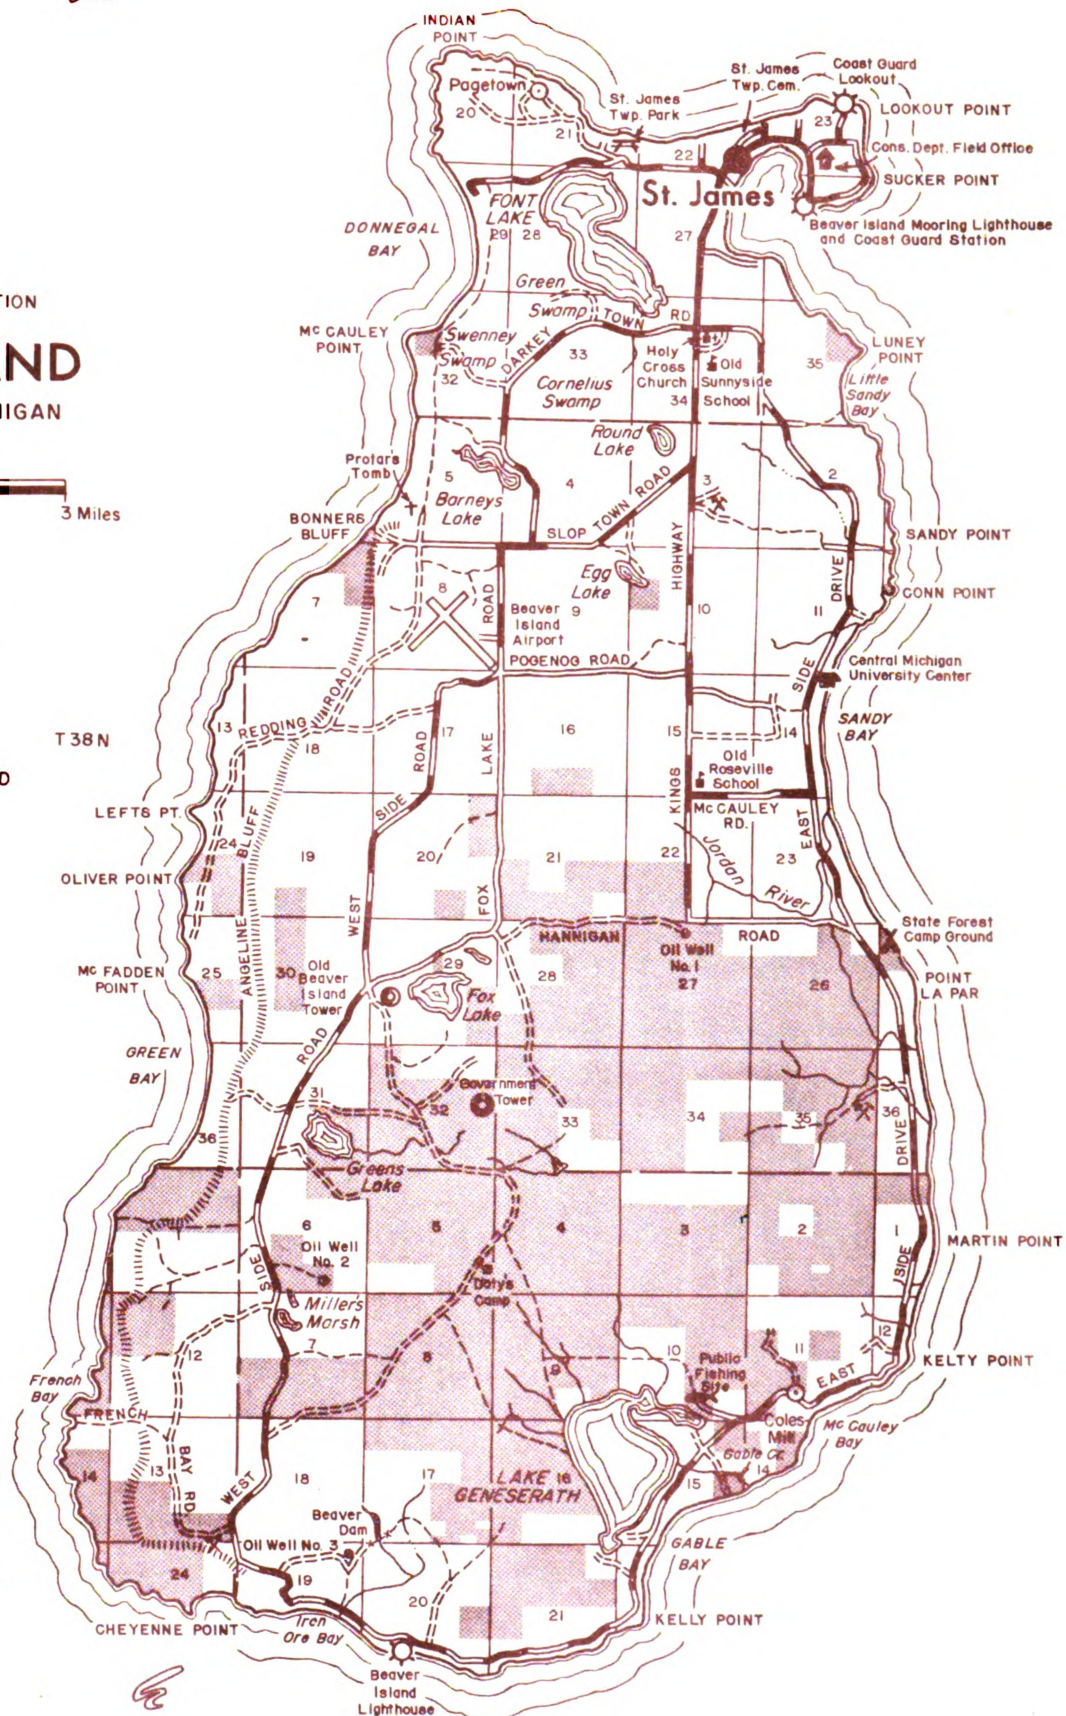 INDIAN
POINT
Pagetown
20
21
St. James
Twp. Park
St. James
Twp. Cem.
Coast Guard
Lookout
23
LOOKOUT POINT
Cons. Dept. Field Office
SUCKER POINT
22
St. James
Beaver Island Mooring Lighthouse
and Coast Guard Station
FONT
LAKE
29
28
27
DONNEGAL
BAY
Green
Swamp
TOWN
RD
DARKEY
TION
AND
HIGAN
3 Miles
MC CAULEY
POINT
Swenney
Swamp
32
33
Cornelius
Swamp
Holy
Cross
Church
34
Old
Sunnyside
School
35
LUNEY
POINT
Little
Sandy
Bay
Round
Lake
Protars
Tomb
5
Barneys
Lake
4
3
2
BONNERS
BLUFF
SLOP TOWN ROAD
SANDY POINT
Egg
Lake
HIGHWAY
DRIVE
CONN POINT
7
8
ROAD
Beaver
Island
Airport
9
10
11
POGENOG ROAD
Central Michigan
University Center
SIDE
SANDY
BAY
T 38 N
D
13
REDDING ROAD
18
ROAD
17
LAKE
16
15
14
Old
Roseville
School
KINGS
MC CAULEY
RD.
EAST
LEFTS PT.
SIDE
24
BLUFF
19
20
21
22
Jordan
River
23
OLIVER POINT
ANGELINE
WEST
FOX
HANNIGAN
ROAD
State Forest
Camp Ground
Oil Well
No. 1
27
26
POINT
LA PAR
MC FADDEN
POINT
25
30
Old
Beaver
Island
Tower
29
28
Fox
Lake
GREEN
BAY
ROAD
31
Government
Tower
32
33
34
35
36
DRIVE
36
Greens
Lake
6
5
4
3
2
1
MARTIN POINT
Oil Well
No. 2
SIDE
Doty's
Camp
SIDE
Miller's
Marsh
12
7
8
9
10
11
12
Public
Fishing
Site
EAST
KELTY POINT
French
Bay
FRENCH
BAY
RD.
Coles
Mill
MC Cauley
Bay
Gable Cr.
14
13
WEST
18
17
LAKE 16
GENESERATH
15
14
Beaver
Dam
Oil Well No. 3
GABLE
BAY
24
19
20
21
KELLY POINT
CHEYENNE POINT
Iron
Ore Bay
Beaver
Island
Lighthouse